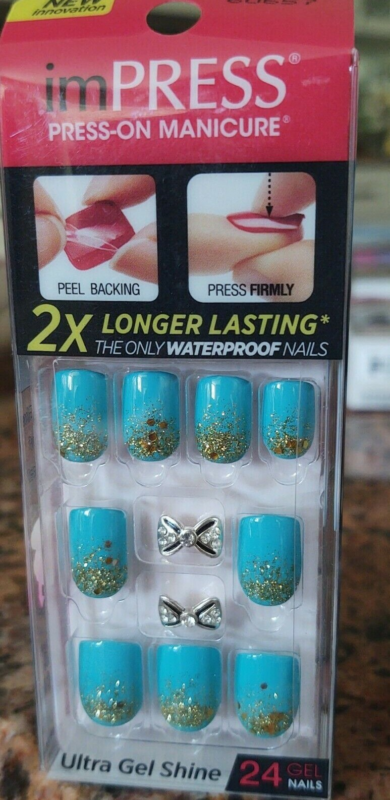 NEW
innovation
imPRESS®
PRESS-ON MANICURE®
PEEL BACKING
PRESS FIRMLY
2X LONGER LASTING*
THE ONLY WATERPROOF NAILS
Ultra Gel Shine
24 GEL NAILS